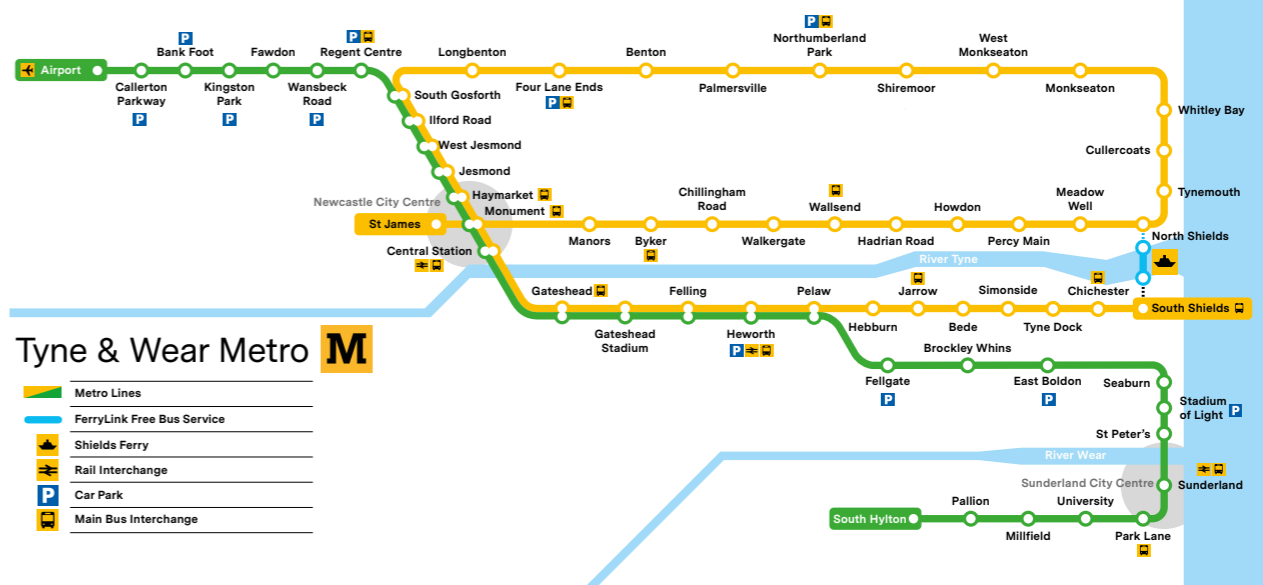 P
P
P
Northumberland
Park
West
Monkseaton
Bank Foot
Fawdon
Regent Centre
Longbenton
Benton
Airport
Callerton
Parkway
P
Kingston
Park
P
Wansbeck
Road
P
Four Lane Ends
P
Palmersville
Shiremoor
Monkseaton
South Gosforth
Ilford Road
West Jesmond
Jesmond
Whitley Bay
Cullercoats
Tynemouth
Newcastle City Centre
Haymarket
Monument
St James
Central Station
Chillingham
Road
Wallsend
Howdon
Meadow
Well
Manors
Byker
Walkergate
Hadrian Road
Percy Main
North Shields
River Tyne
Gateshead
Felling
Pelaw
Jarrow
Simonside
Chichester
South Shields
Gateshead
Stadium
Heworth
P
Hebburn
Bede
Tyne Dock
Brockley Whins
Fellgate
P
East Boldon
P
Seaburn
Stadium
of Light
P
St Peter's
River Wear
Sunderland City Centre
Sunderland
Pallion
University
South Hylton
Millfield
Park Lane
Tyne & Wear Metro M
Metro Lines
FerryLink Free Bus Service
Shields Ferry
Rail Interchange
P Car Park
Main Bus Interchange